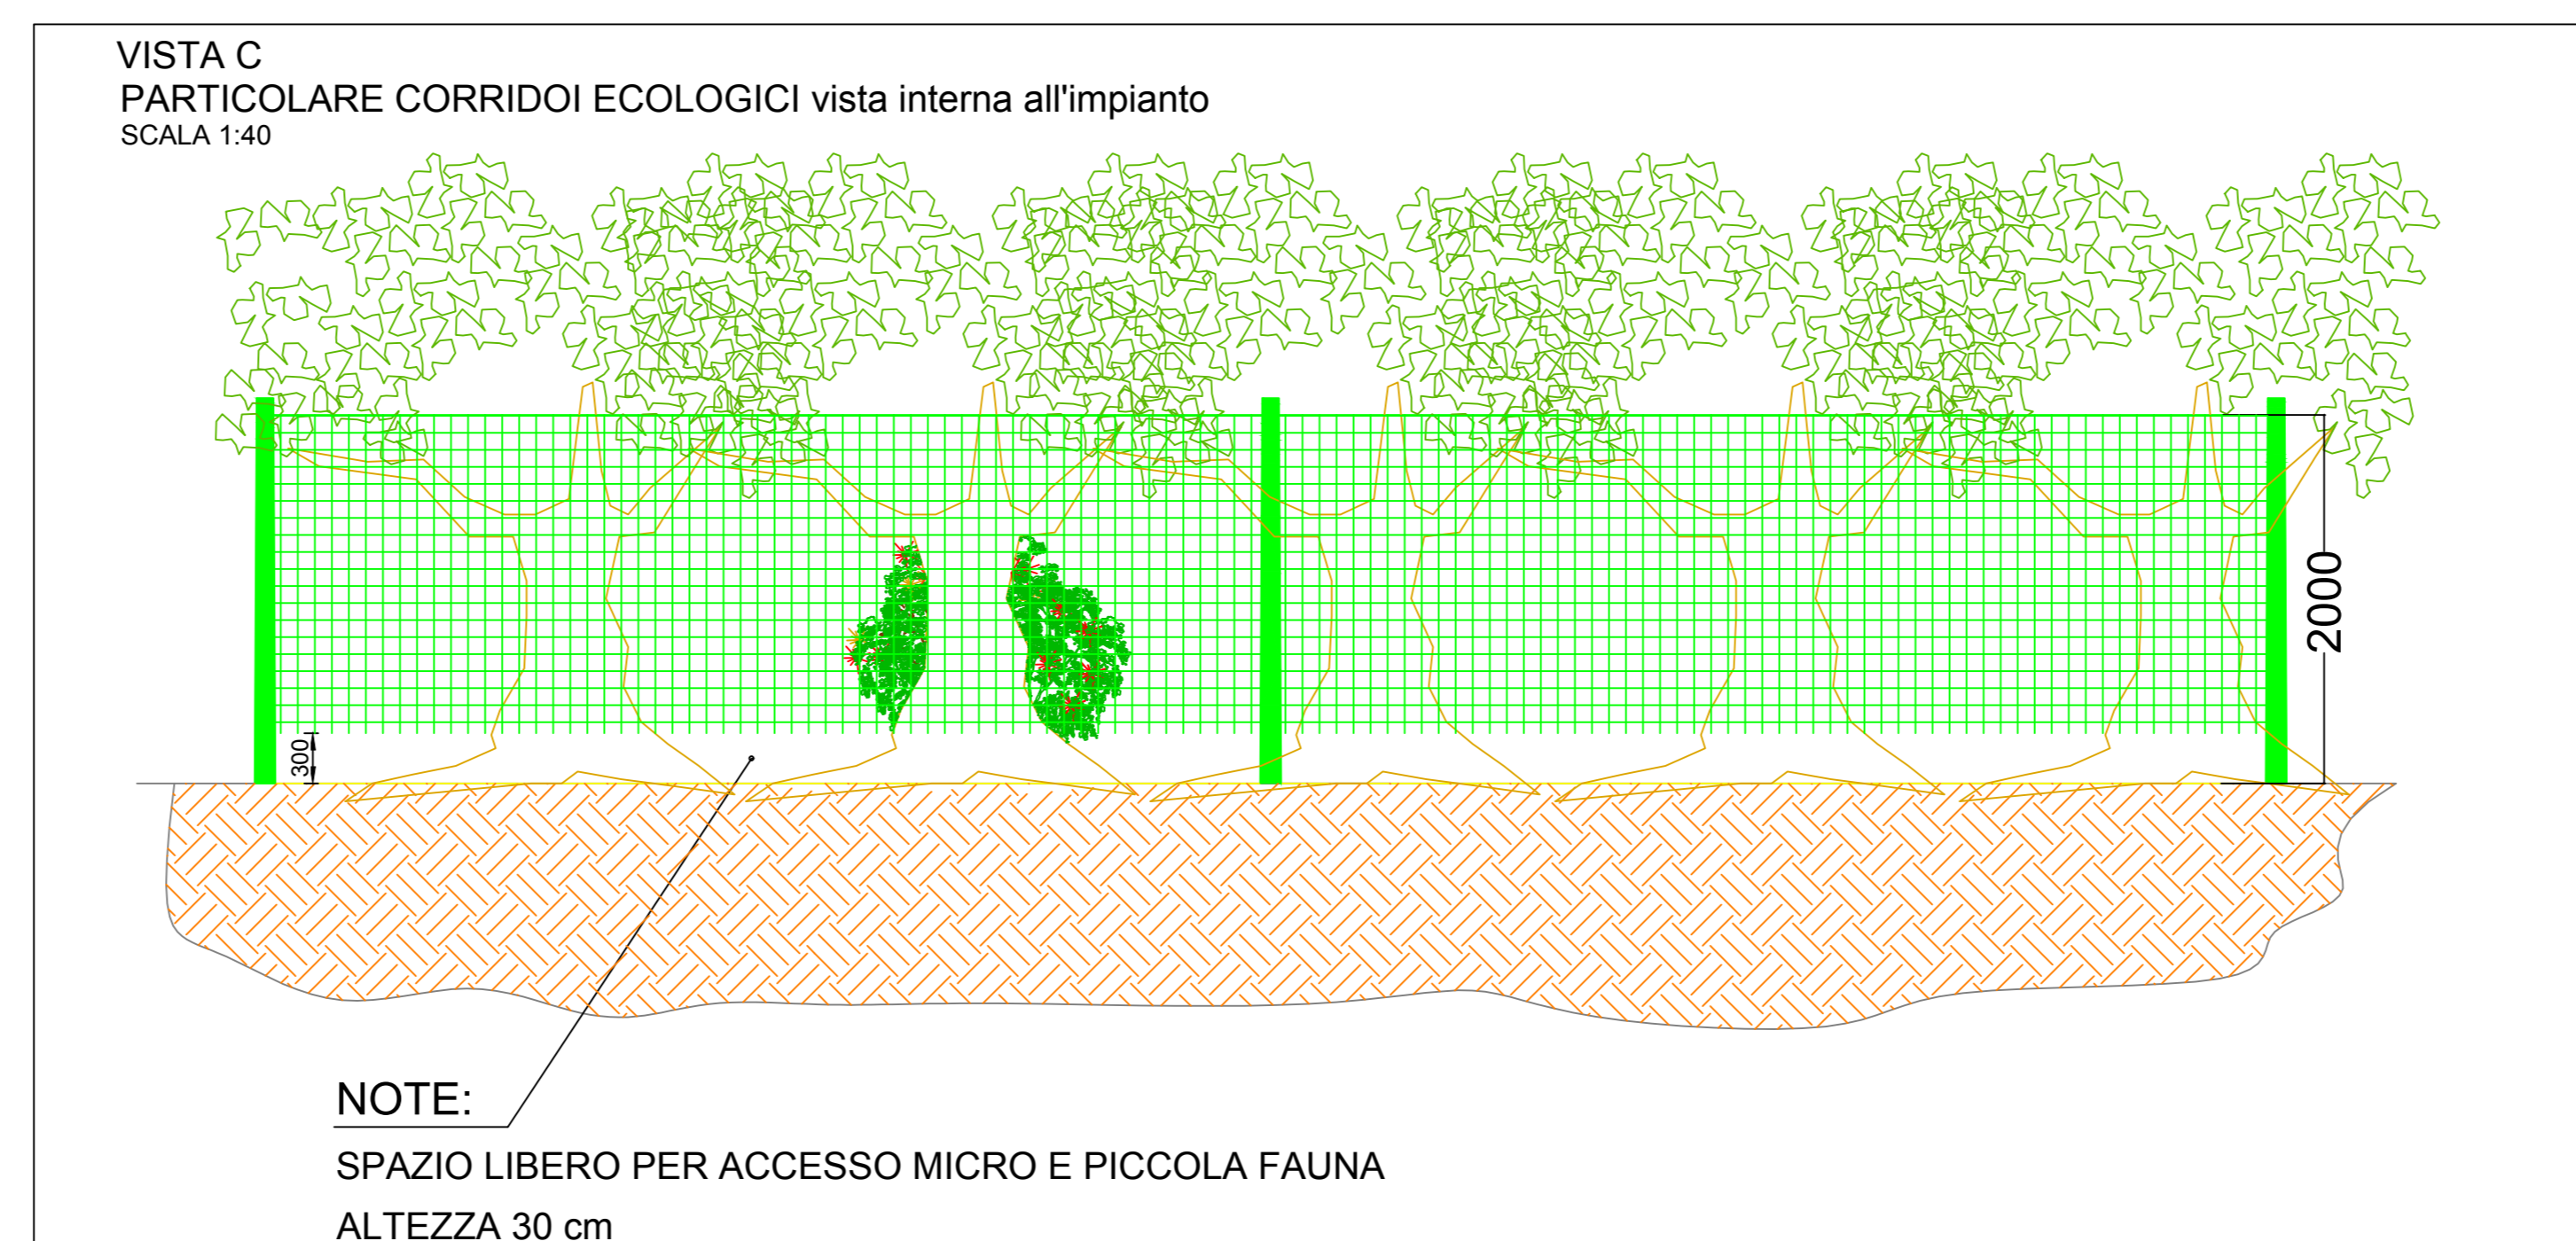 VISTA C
PARTICOLARE CORRIDOI ECOLOGICI vista interna all'impianto
SCALA 1:40
2000
300
NOTE:
SPAZIO LIBERO PER ACCESSO MICRO E PICCOLA FAUNA
ALTEZZA 30 cm